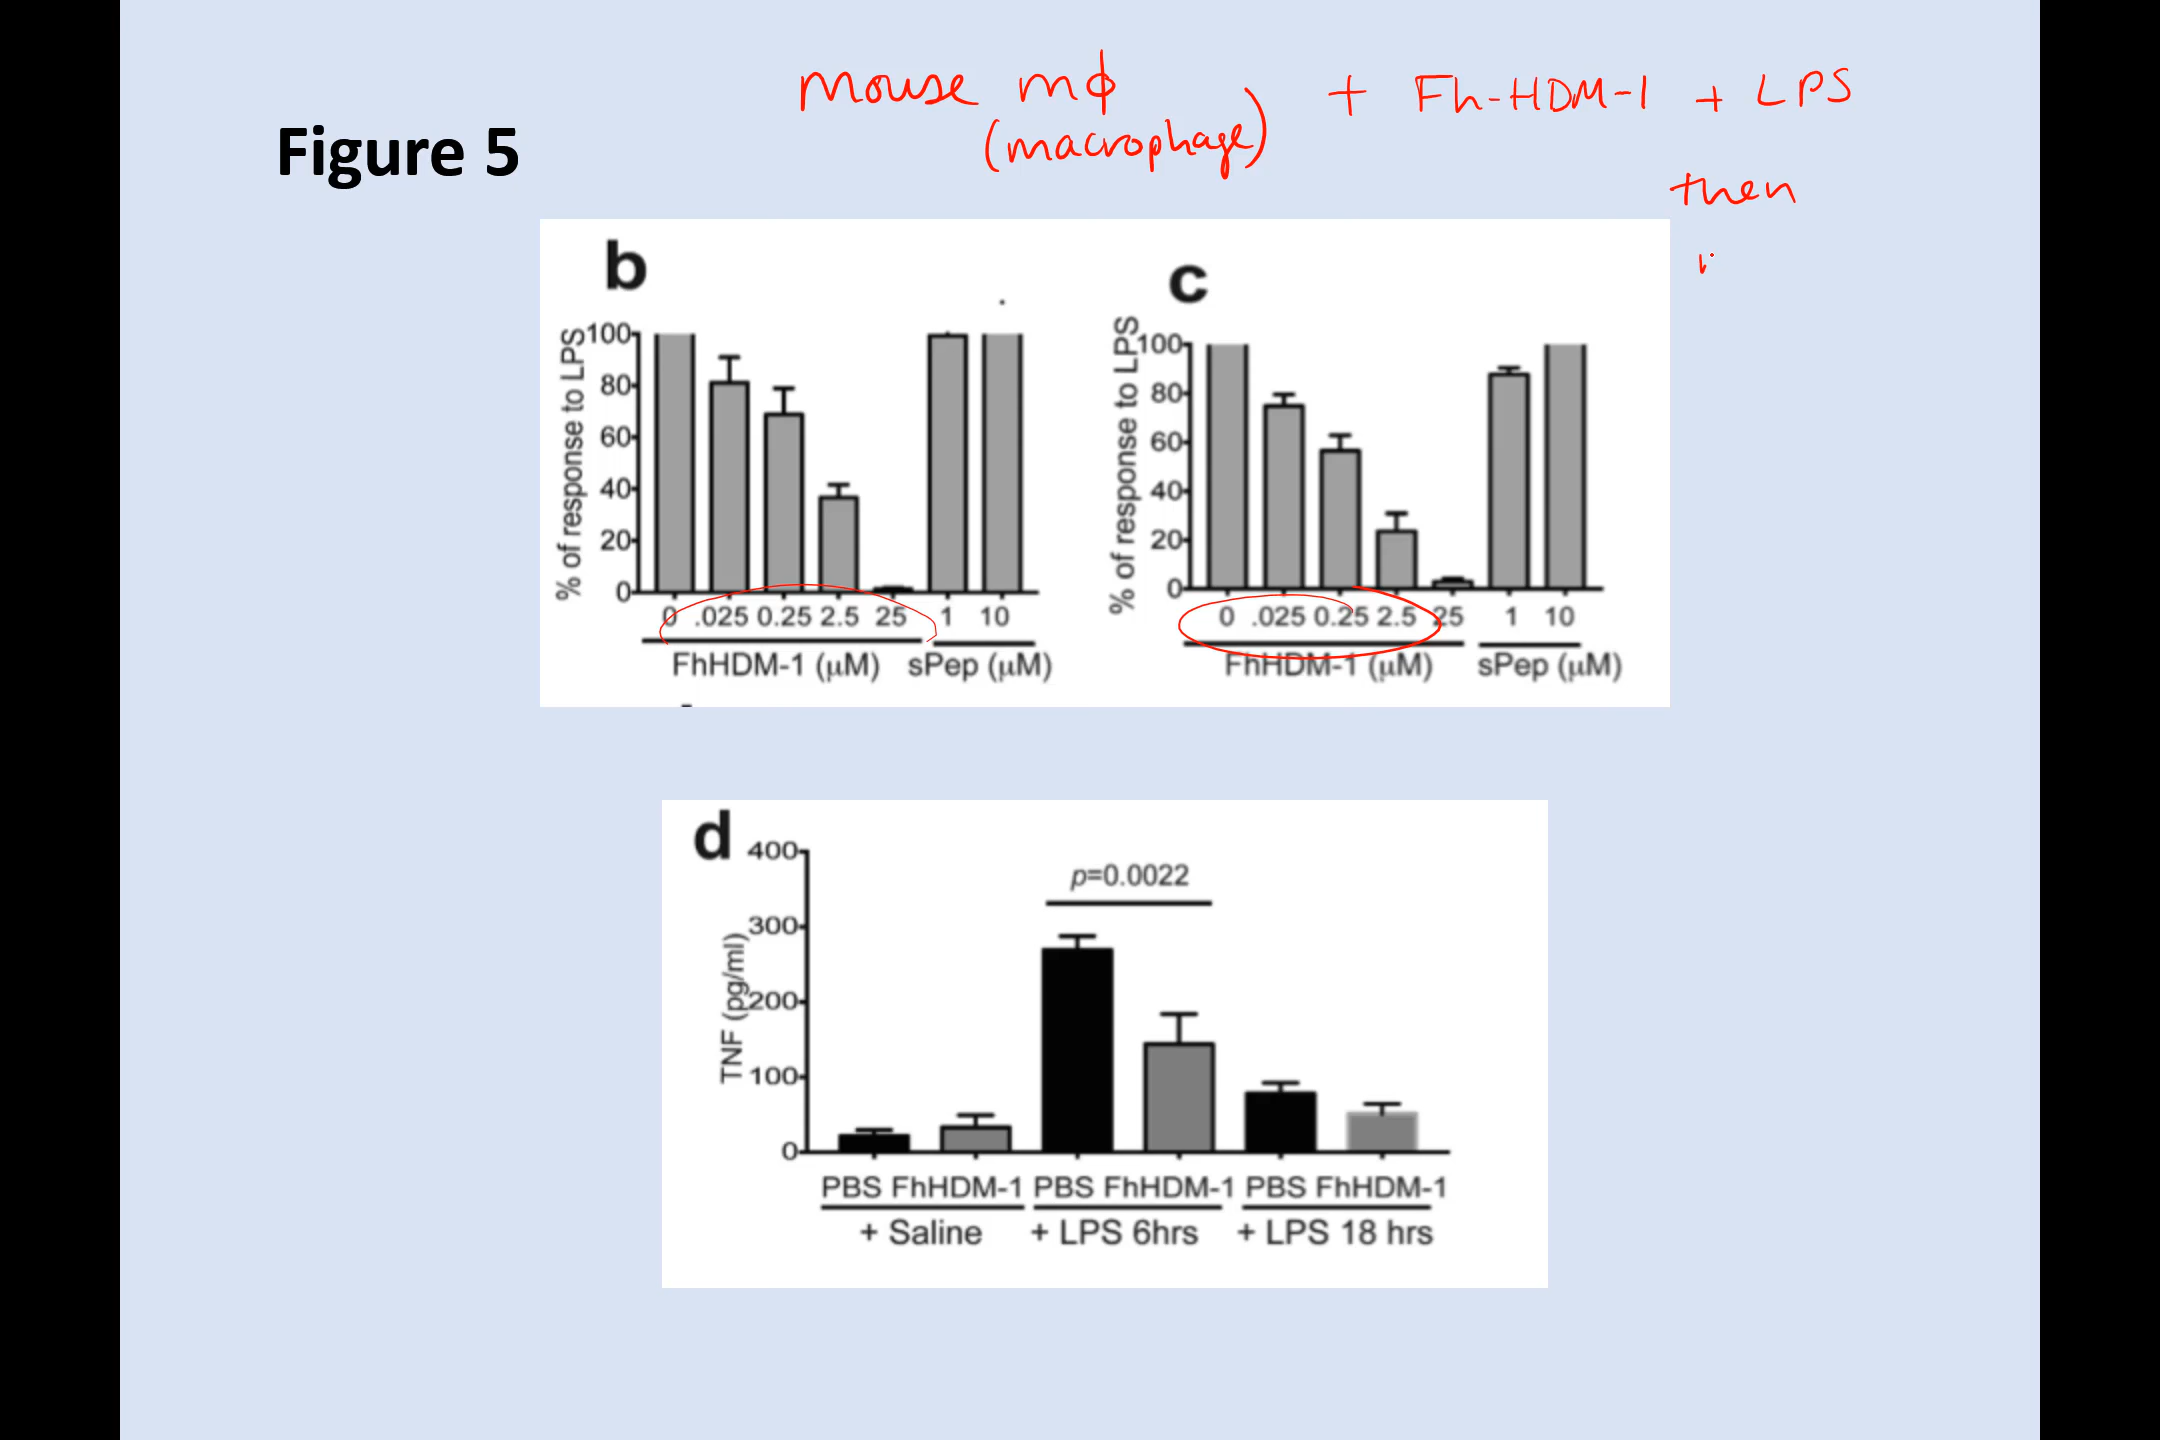 mouse mϕ + Fh-HDM-1 + LPS
(macrophage)
Figure 5
then
b
100
80
60
40
20
0
% of response to LPS
0 .025 0.25 2.5 25 1 10
FhHDM-1 (μM) sPep (μM)
c
100
80
60
40
20
0
% of response to LPS
0 .025 0.25 2.5 25 1 10
FhHDM-1 (μM) sPep (μM)
d
400
300
200
100
0
TNF (pg/ml)
p=0.0022
PBS FhHDM-1 PBS FhHDM-1 PBS FhHDM-1
+ Saline + LPS 6hrs + LPS 18 hrs